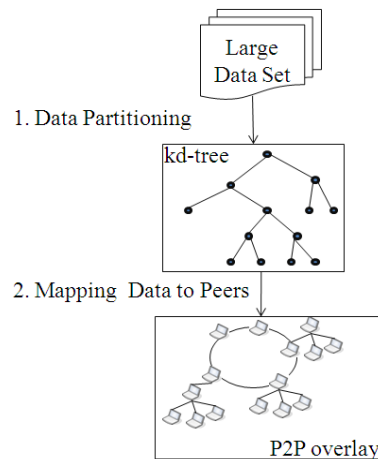 Large
Data Set
1. Data Partitioning
kd-tree
2. Mapping Data to Peers
P2P overlay